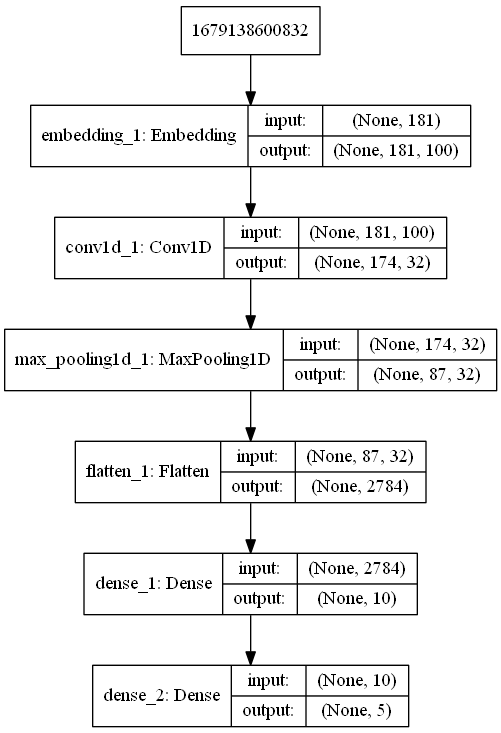 1679138600832
embedding_1: Embedding
input:
(None, 181)
output:
(None, 181, 100)
conv1d_1: Conv1D
input:
(None, 181, 100)
output:
(None, 174, 32)
max_pooling1d_1: MaxPooling1D
input:
(None, 174, 32)
output:
(None, 87, 32)
flatten_1: Flatten
input:
(None, 87, 32)
output:
(None, 2784)
dense_1: Dense
input:
(None, 2784)
output:
(None, 10)
dense_2: Dense
input:
(None, 10)
output:
(None, 5)